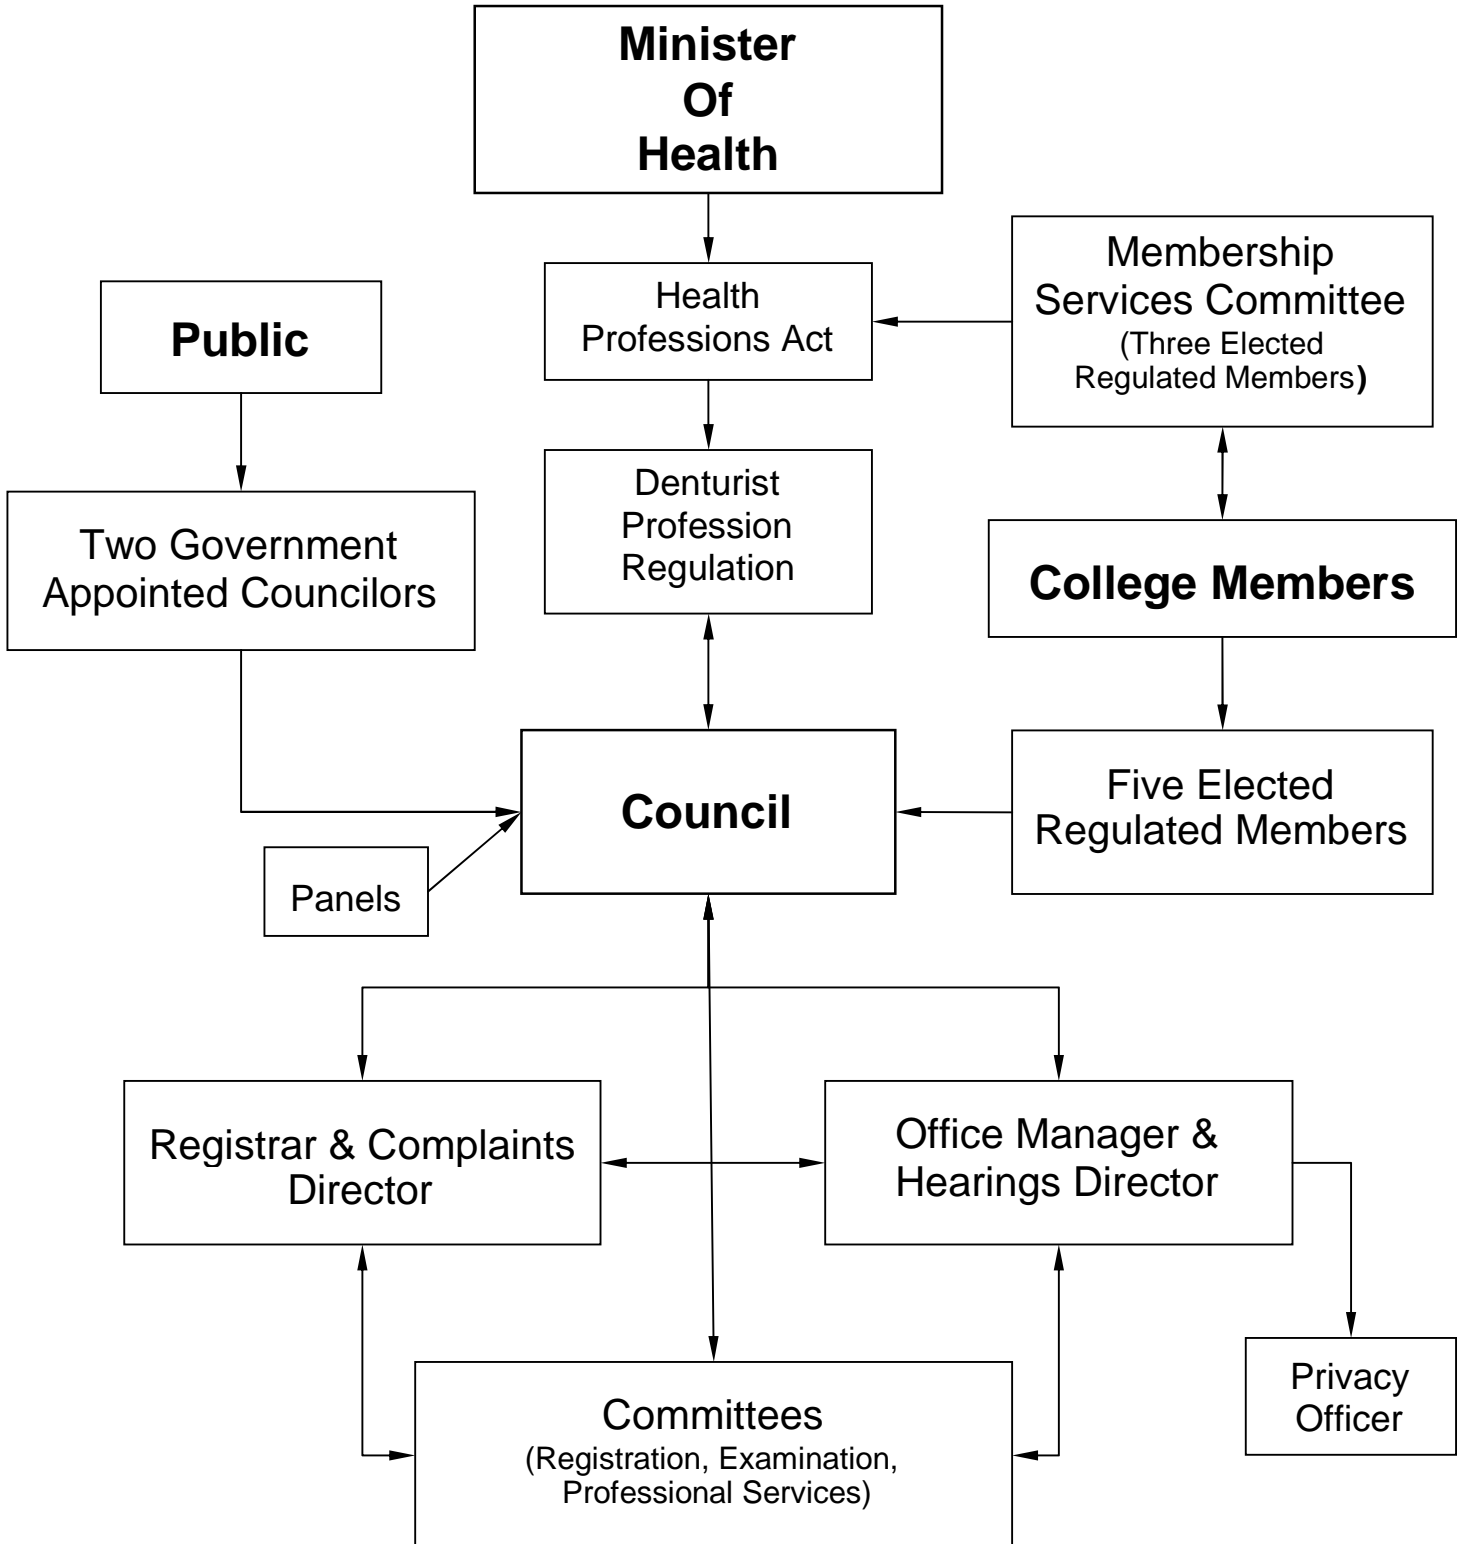 Minister
Of
Health
Membership
Services Committee
(Three Elected
Regulated Members)
Health
Professions Act
Public
Denturist
Profession
Regulation
Two Government
Appointed Councilors
College Members
Council
Five Elected
Regulated Members
Panels
Registrar & Complaints
Director
Office Manager &
Hearings Director
Privacy
Officer
Committees
(Registration, Examination,
Professional Services)